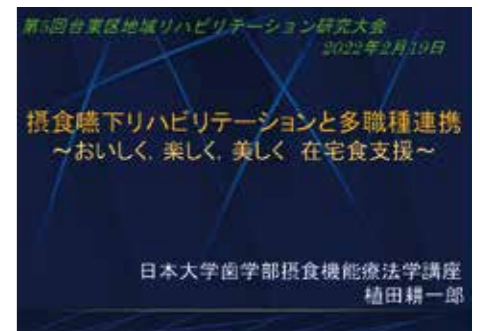 第5回台東区地域リハビリテーション研究大会
2022年2月19日
摂食嚥下リハビリテーションと多職種連携
～おいしく，楽しく，美しく 在宅食支援～
日本大学歯学部摂食機能療法学講座
植田耕一郎